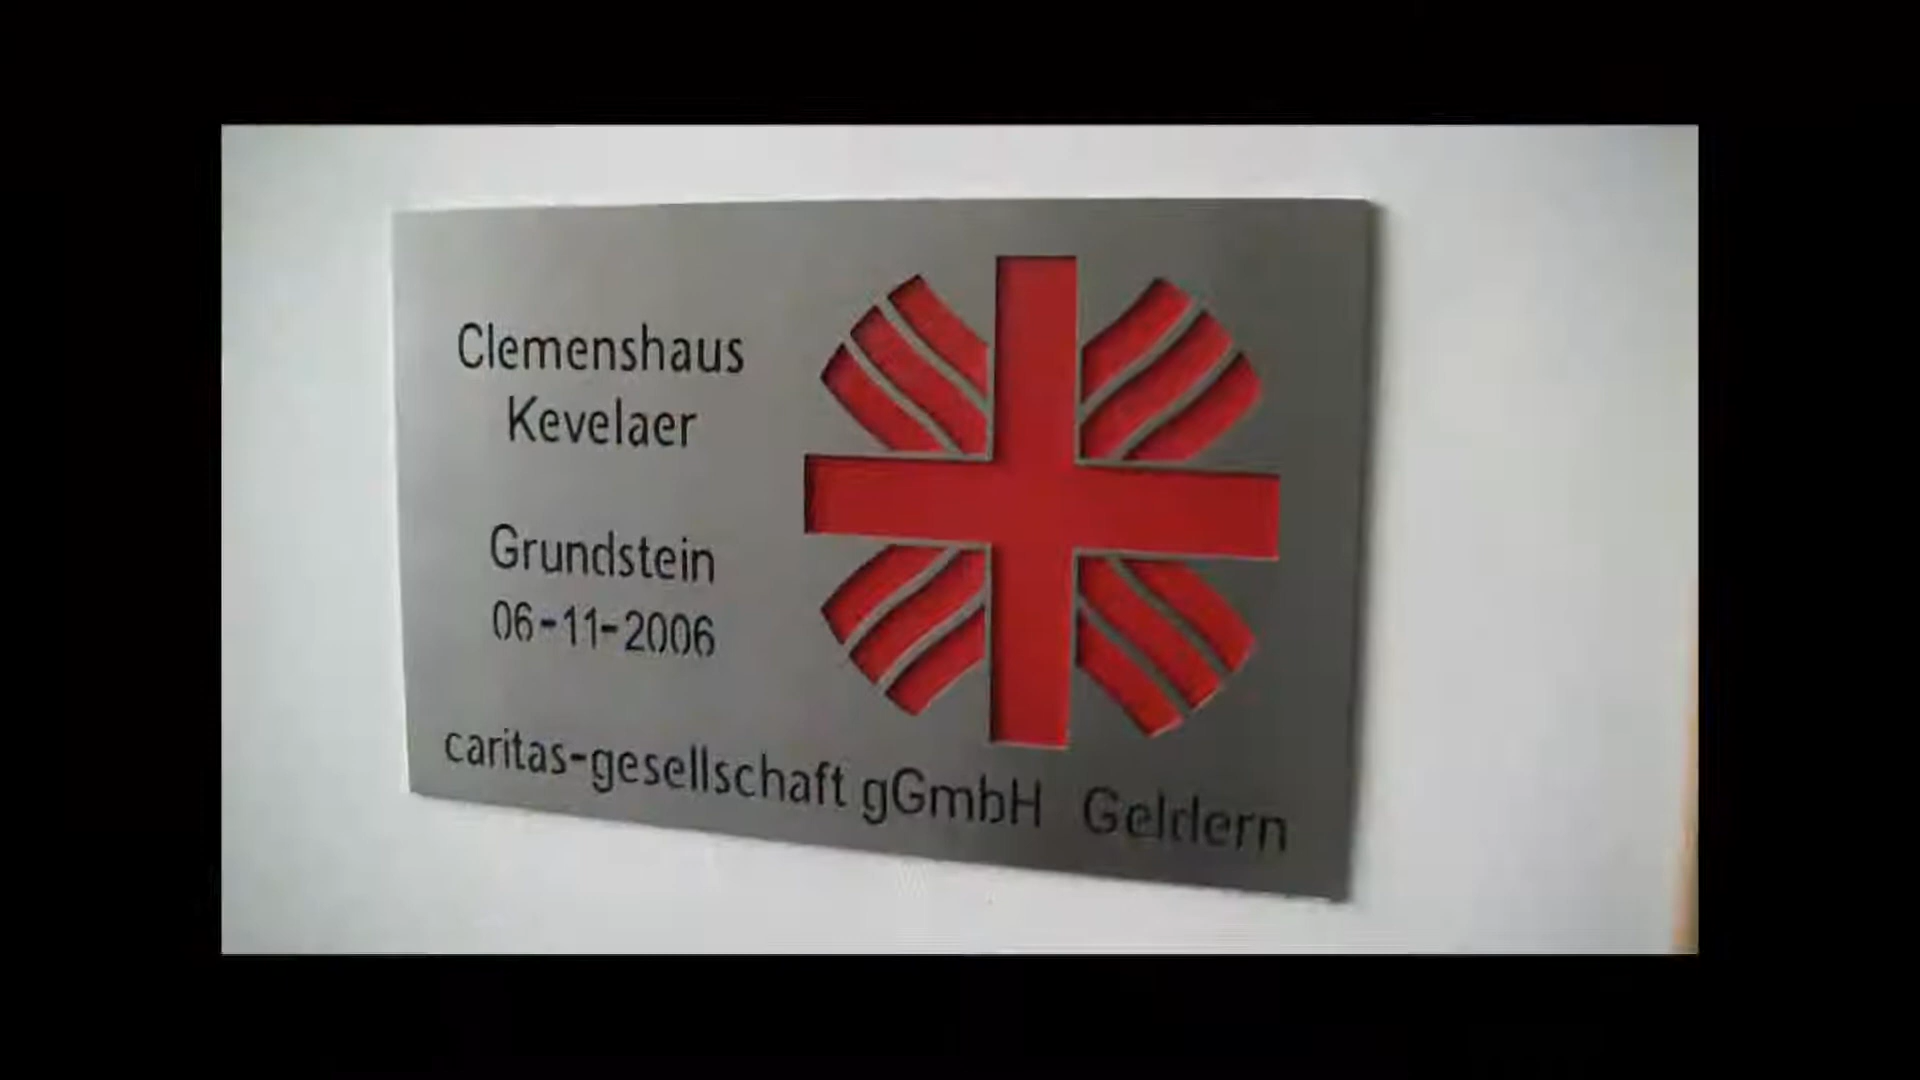 Clemenshaus
Kevelaer
Grundstein
06-11-2006
caritas-gesellschaft gGmbH Geldern